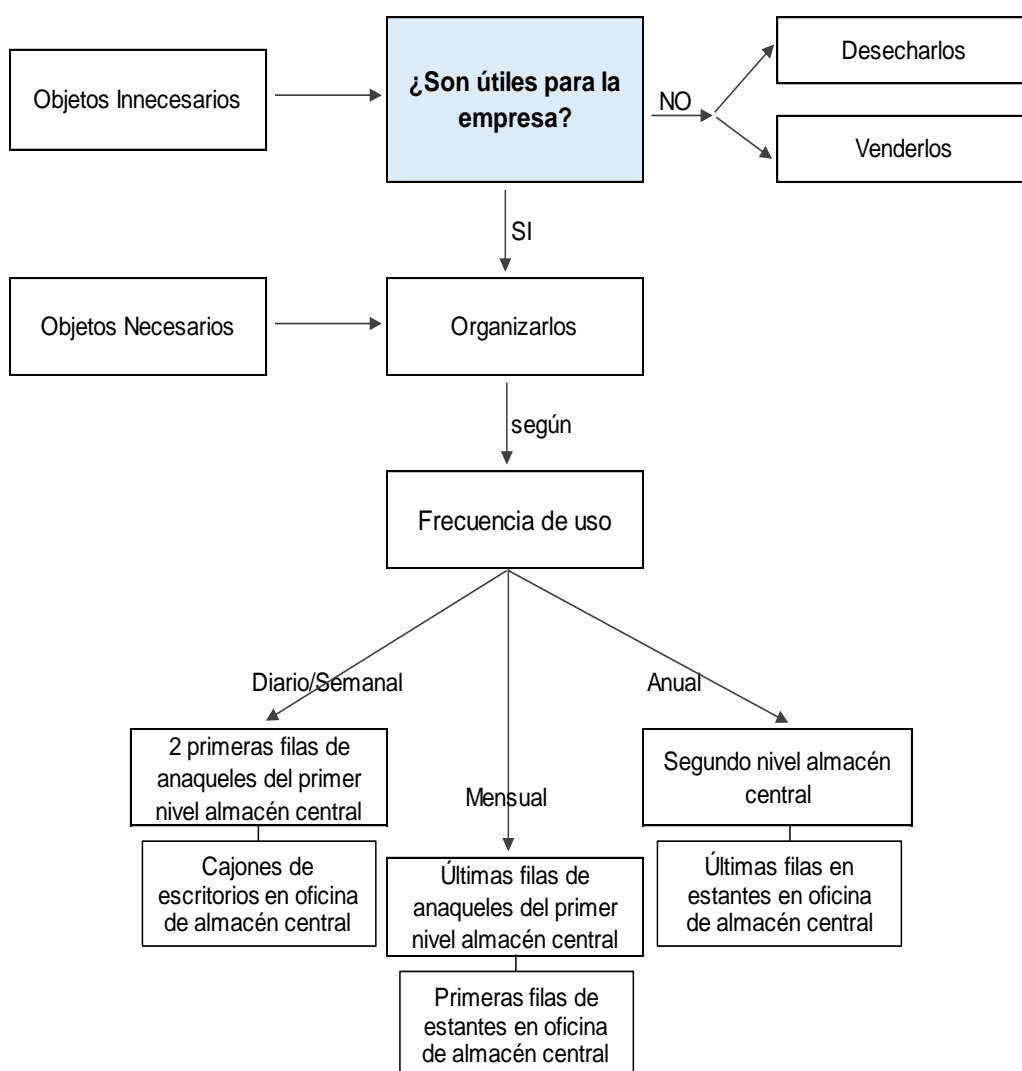 Objetos Innecesarios
¿Son útiles para la
empresa?
NO
Desecharlos
Venderlos
SI
Objetos Necesarios
Organizarlos
según
Frecuencia de uso
Diario/Semanal
Mensual
Anual
2 primeras filas de
anaqueles del primer
nivel almacén central
Cajones de
escritorios en oficina
de almacén central
Últimas filas de
anaqueles del primer
nivel almacén central
Primeras filas de
estantes en oficina
de almacén central
Segundo nivel almacén
central
Últimas filas en
estantes en oficina
de almacén central